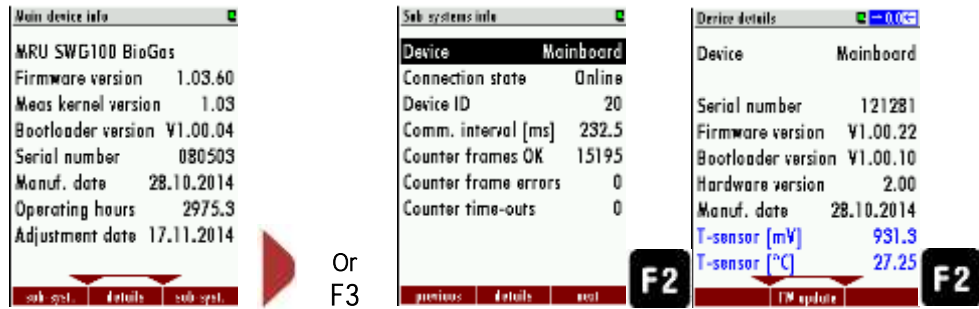 Main device info
MRU SWG100 BioGas
Firmware version 1.03.60
Meas kernel version 1.03
Bootloader version V1.00.04
Serial number 080503
Manuf. date 28.10.2014
Operating hours 2975.3
Adjustment date 17.11.2014
sub-syst. details sub-syst.
Or
F3
Sub systems info
Device Mainboard
Connection state Online
Device ID 20
Comm. interval [ms] 232.5
Counter frames OK 15195
Counter frame errors 0
Counter time-outs 0
previous details next
F2
Device details
Device Mainboard
Serial number 121281
Firmware version V1.00.22
Bootloader version V1.00.10
Hardware version 2.00
Manuf. date 28.10.2014
T-sensor [mV] 931.3
T-sensor [°C] 27.25
FW update
F2